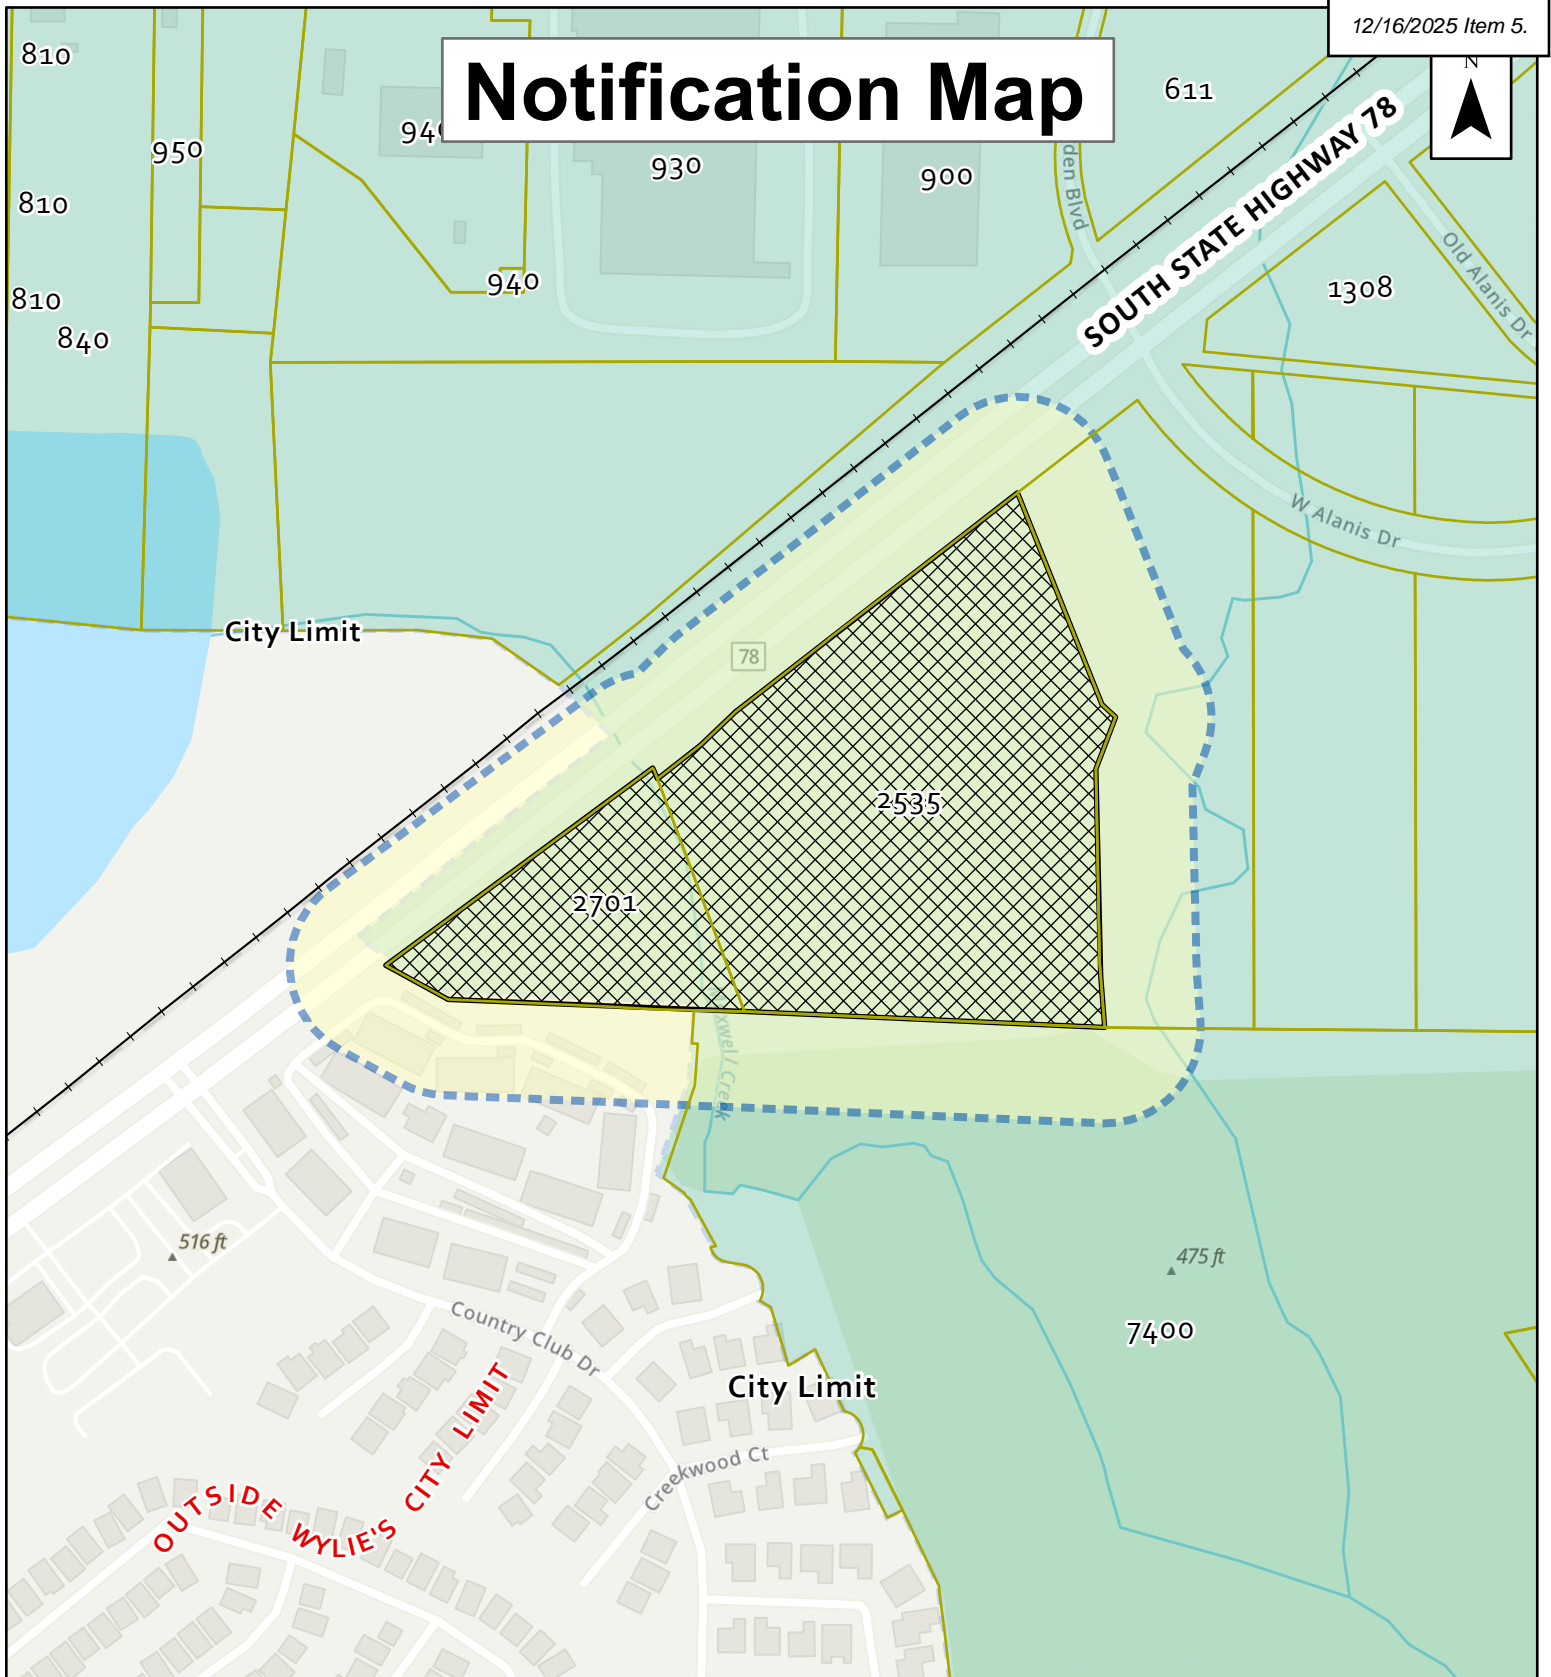 12/16/2025 Item 5.
Notification Map
N
810
950
810
810
840
940
930
900
611
SOUTH STATE HIGHWAY 78
Old Alanis Dr
1308
W Alanis Dr
City Limit
78
2535
2701
516 ft
475 ft
7400
Country Club Dr
City Limit
Creekwood Ct
OUTSIDE WYLIE'S CITY LIMIT